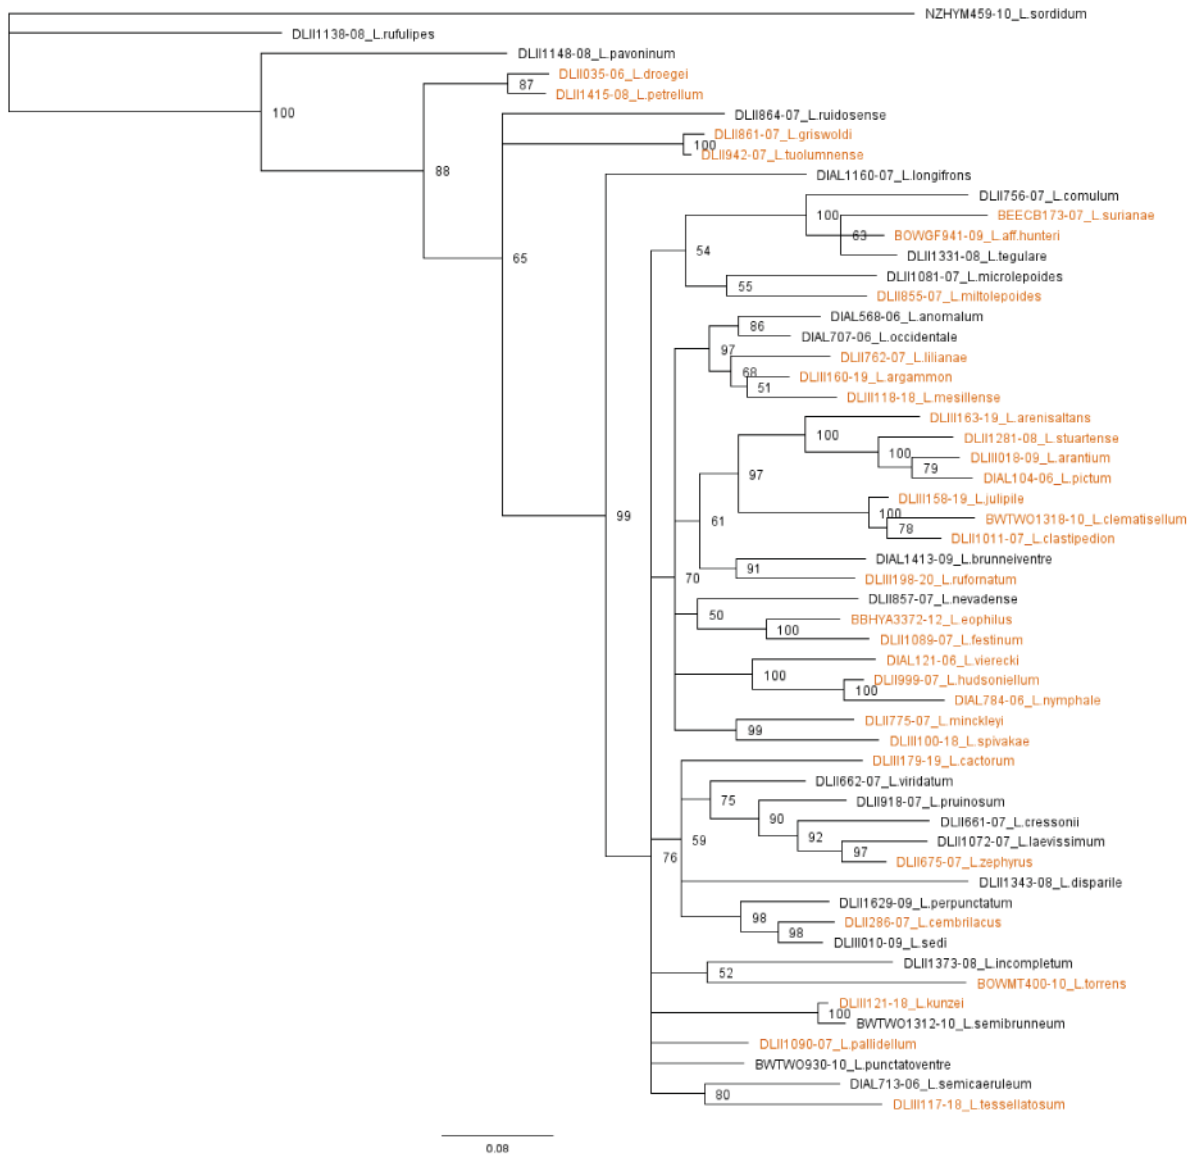 NZHYM459-10_L.sordidum
DLII1138-08_L.rufulipes
DLII1148-08_L.pavoninum
DLII035-06_L.droegei
87
DLII1415-08_L.petrellum
100
DLII864-07_L.ruidosense
DLII861-07_L.griswoldi
100
DLII942-07_L.tuolumnense
88
DIAL1160-07_L.longifrons
DLII756-07_L.comulum
100
BEECB173-07_L.surianae
63
BOWGF941-09_L.aff.hunteri
54
DLII1331-08_L.tegulare
65
DLII1081-07_L.microlepoides
55
DLII855-07_L.miltolepoides
DIAL568-06_L.anomalum
86
DIAL707-06_L.occidentale
97
DLII762-07_L.lilianae
68
DLIII160-19_L.argammon
51
DLIII118-18_L.mesillense
DLIII163-19_L.arenisaltans
100
DLII1281-08_L.stuartense
100
DLIII018-09_L.arantium
79
DIAL104-06_L.pictum
97
DLIII158-19_L.julipile
100
BWTWO1318-10_L.clematisellum
99
61
78
DLII1011-07_L.clastipedion
DIAL1413-09_L.brunneiventre
91
DLIII198-20_L.rufornatum
70
DLII857-07_L.nevadense
50
BBHYA3372-12_L.eophilus
100
DLII1089-07_L.festinum
DIAL121-06_L.vierecki
100
DLII999-07_L.hudsoniellum
100
DIAL784-06_L.nymphale
DLII775-07_L.minckleyi
99
DLIII100-18_L.spivakae
DLIII179-19_L.cactorum
DLII662-07_L.viridatum
75
DLII918-07_L.pruinosum
90
DLII661-07_L.cressonii
92
59
DLII1072-07_L.laevissimum
97
76
DLII675-07_L.zephyrus
DLII1343-08_L.disparile
DLII1629-09_L.perpunctatum
98
DLII286-07_L.cembrilacus
98
DLIII010-09_L.sedi
DLII1373-08_L.incompletum
52
BOWMT400-10_L.torrens
DLIII121-18_L.kunzei
100
BWTWO1312-10_L.semibrunneum
DLII1090-07_L.pallidellum
BWTWO930-10_L.punctatoventre
DIAL713-06_L.semicaeruleum
80
DLIII117-18_L.tessellatosum
0.08